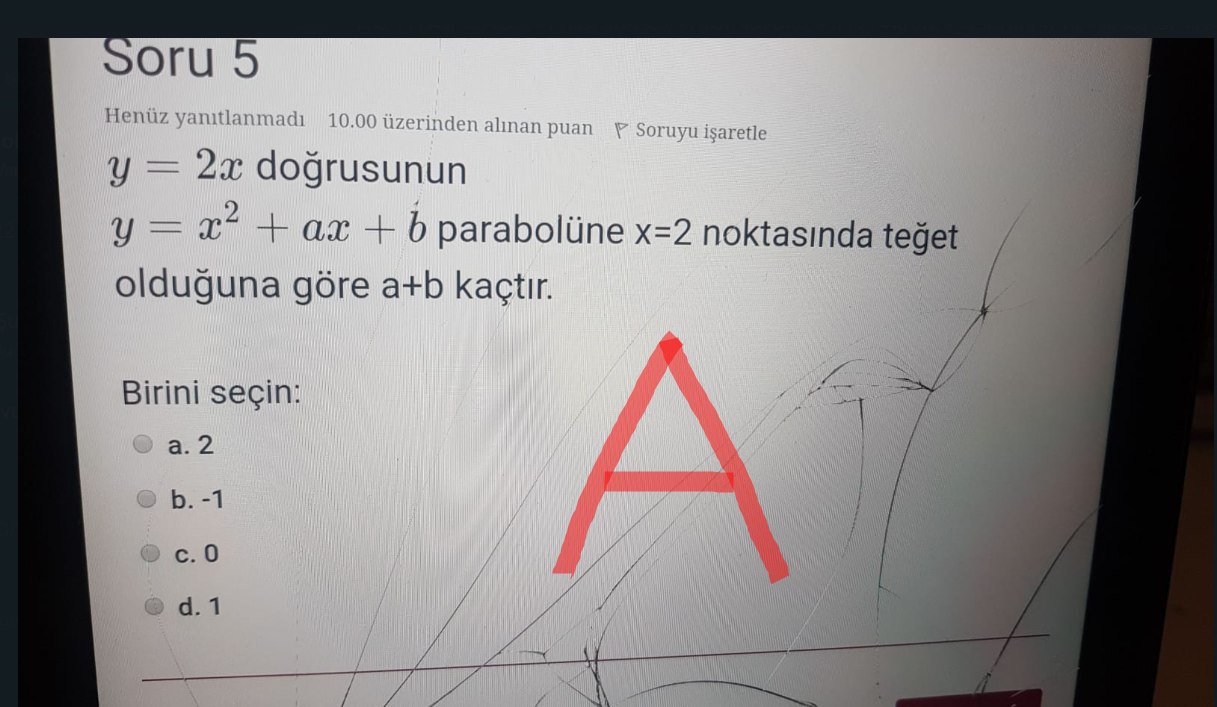 Soru 5
Henüz yanıtlanmadı 10.00 üzerinden alınan puan Soruyu işaretle
y = 2x doğrusunun
y = x² + ax + b parabolüne x=2 noktasında teğet
olduğuna göre a+b kaçtır.
Birini seçin:
a. 2
b. -1
c. 0
d. 1
A